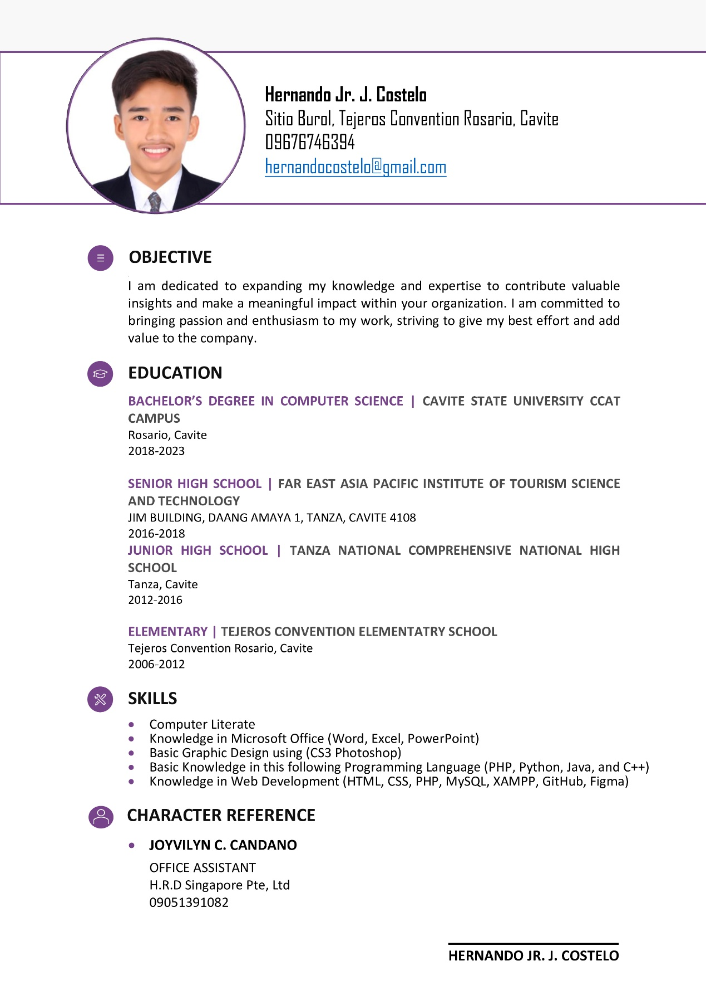 Hernando Jr. J. Costelo
Sitio Burol, Tejeros Convention Rosario, Cavite
09676746394
hernandocostelo@gmail.com
OBJECTIVE
I am dedicated to expanding my knowledge and expertise to contribute valuable
insights and make a meaningful impact within your organization. I am committed to
bringing passion and enthusiasm to my work, striving to give my best effort and add
value to the company.
EDUCATION
BACHELOR’S DEGREE IN COMPUTER SCIENCE | CAVITE STATE UNIVERSITY CCAT
CAMPUS
Rosario, Cavite
2018-2023
SENIOR HIGH SCHOOL | FAR EAST ASIA PACIFIC INSTITUTE OF TOURISM SCIENCE
AND TECHNOLOGY
JIM BUILDING, DAANG AMAYA 1, TANZA, CAVITE 4108
2016-2018
JUNIOR HIGH SCHOOL | TANZA NATIONAL COMPREHENSIVE NATIONAL HIGH
SCHOOL
Tanza, Cavite
2012-2016
ELEMENTARY | TEJEROS CONVENTION ELEMENTATRY SCHOOL
Tejeros Convention Rosario, Cavite
2006-2012
SKILLS
• Computer Literate
• Knowledge in Microsoft Office (Word, Excel, PowerPoint)
• Basic Graphic Design using (CS3 Photoshop)
• Basic Knowledge in this following Programming Language (PHP, Python, Java, and C++)
• Knowledge in Web Development (HTML, CSS, PHP, MySQL, XAMPP, GitHub, Figma)
CHARACTER REFERENCE
• JOYVILYN C. CANDANO
OFFICE ASSISTANT
H.R.D Singapore Pte, Ltd
09051391082
HERNANDO JR. J. COSTELO